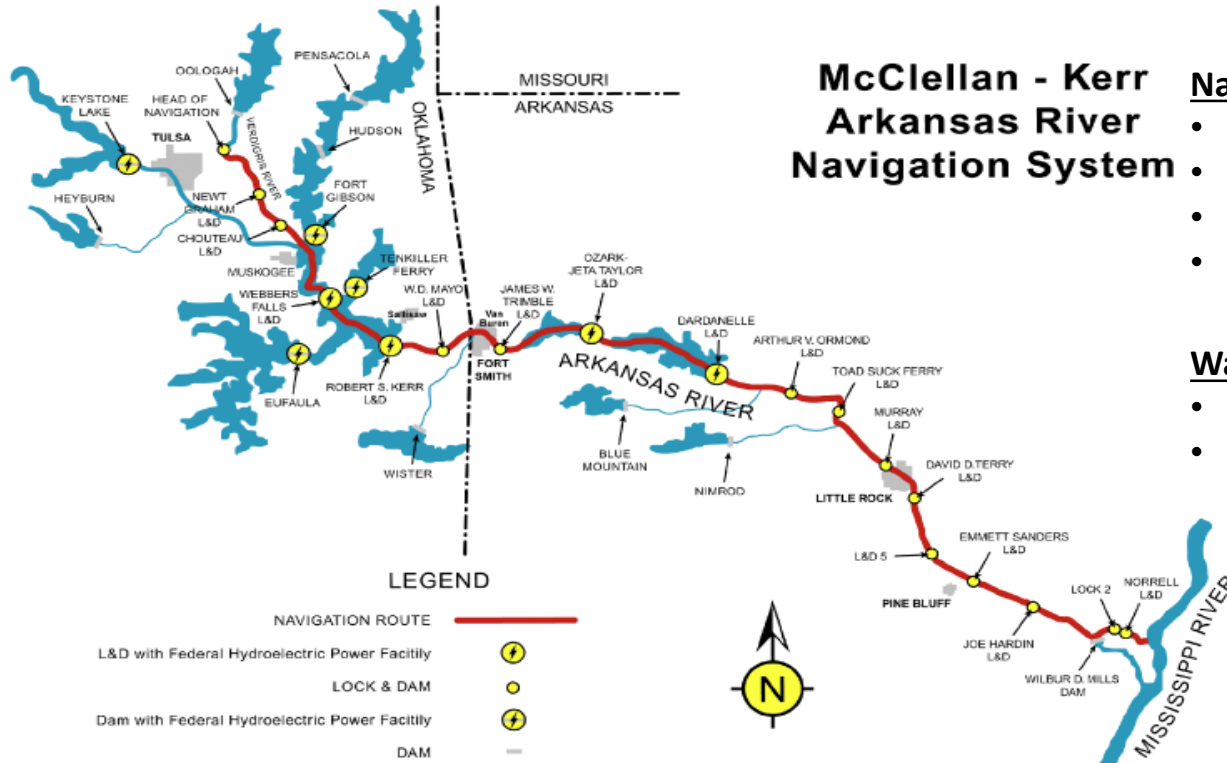 McClellan - Kerr
Arkansas River
Navigation System
Na
•
•
•
•
Wa
•
•
PENSACOLA
OOLOGAH
KEYSTONE
LAKE
HEAD OF
NAVIGATION
TULSA
VERDIGRIS RIVER
HUDSON
MISSOURI
ARKANSAS
OKLAHOMA
HEYBURN
NEWT
GRAHAM
L&D
FORT
GIBSON
CHOUTEAU
L&D
MUSKOGEE
TENKILLER
FERRY
WEBBERS
FALLS
L&D
W.D. MAYO
L&D
Sallisaw
Van
Buren
JAMES W.
TRIMBLE
L&D
OZARK-
JETA TAYLOR
L&D
DARDANELLE
L&D
ARTHUR V. ORMOND
L&D
TOAD SUCK FERRY
L&D
EUFAULA
ROBERT S. KERR
L&D
FORT
SMITH
ARKANSAS RIVER
MURRAY
L&D
WISTER
BLUE
MOUNTAIN
NIMROD
DAVID D.TERRY
L&D
LITTLE ROCK
L&D 5
EMMETT SANDERS
L&D
PINE BLUFF
LOCK 2
NORRELL
L&D
JOE HARDIN
L&D
WILBUR D. MILLS
DAM
MISSISSIPPI RIVER
LEGEND
NAVIGATION ROUTE
L&D with Federal Hydroelectric Power Facitily
LOCK & DAM
Dam with Federal Hydroelectric Power Facitily
DAM
N